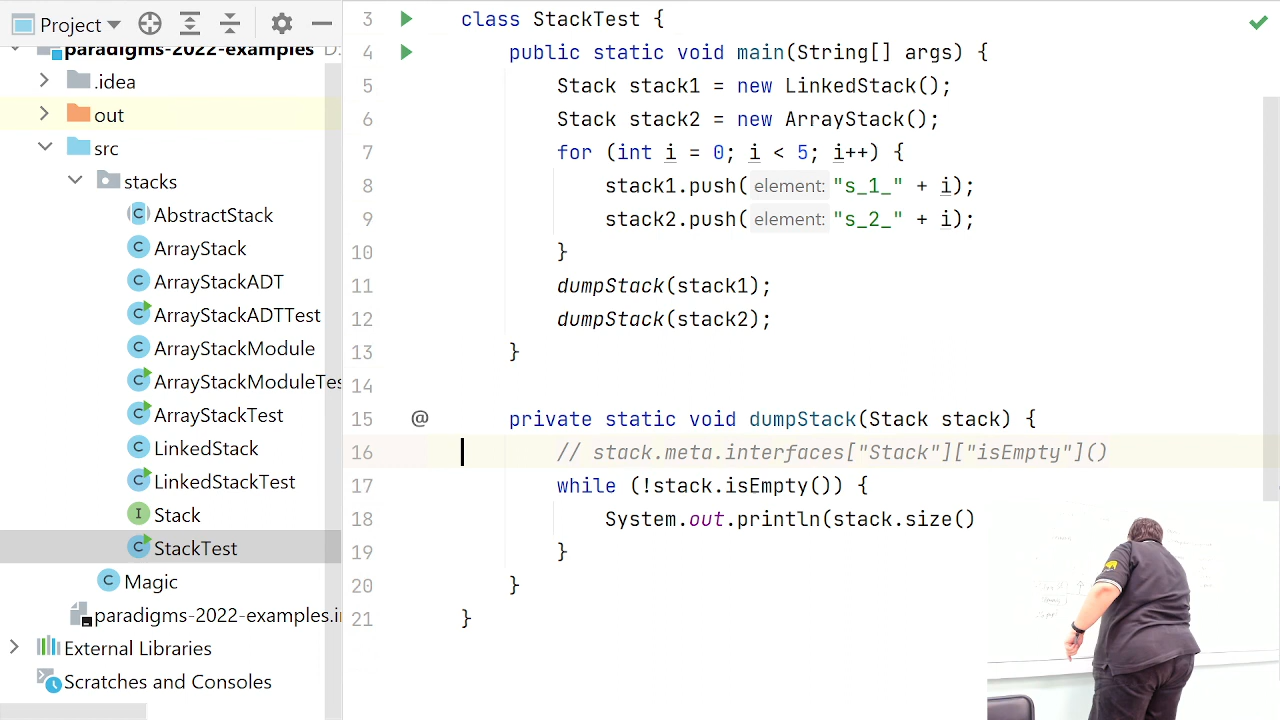 Project
paradigms-2022-examples
.idea
out
src
stacks
AbstractStack
ArrayStack
ArrayStackADT
ArrayStackADTTest
ArrayStackModule
ArrayStackModuleTes
ArrayStackTest
LinkedStack
LinkedStackTest
Stack
StackTest
Magic
paradigms-2022-examples.i
External Libraries
Scratches and Consoles
3 class StackTest {
4 public static void main(String[] args) {
5 Stack stack1 = new LinkedStack();
6 Stack stack2 = new ArrayStack();
7 for (int i = 0; i < 5; i++) {
8 stack1.push( element: "s_1_" + i);
9 stack2.push( element: "s_2_" + i);
10 }
11 dumpStack(stack1);
12 dumpStack(stack2);
13 }
14
15 @ private static void dumpStack(Stack stack) {
16 // stack.meta.interfaces["Stack"]["isEmpty"]()
17 while (!stack.isEmpty()) {
18 System.out.println(stack.size()
19 }
20 }
21 }